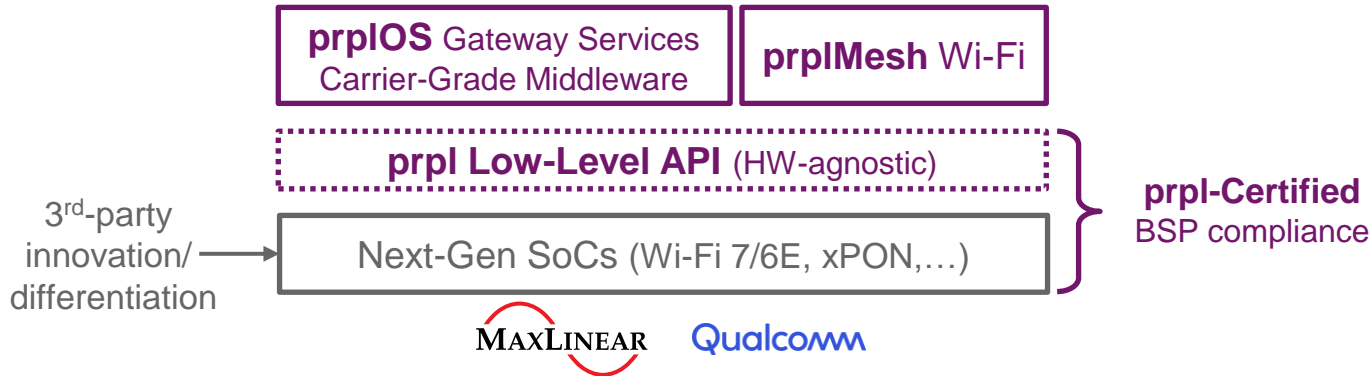 prplOS Gateway Services
Carrier-Grade Middleware
prplMesh Wi-Fi
prpl Low-Level API (HW-agnostic)
prpl-Certified
BSP compliance
3rd-party
innovation/
differentiation
Next-Gen SoCs (Wi-Fi 7/6E, xPON,…)
MAXLINEAR
Qualcomm